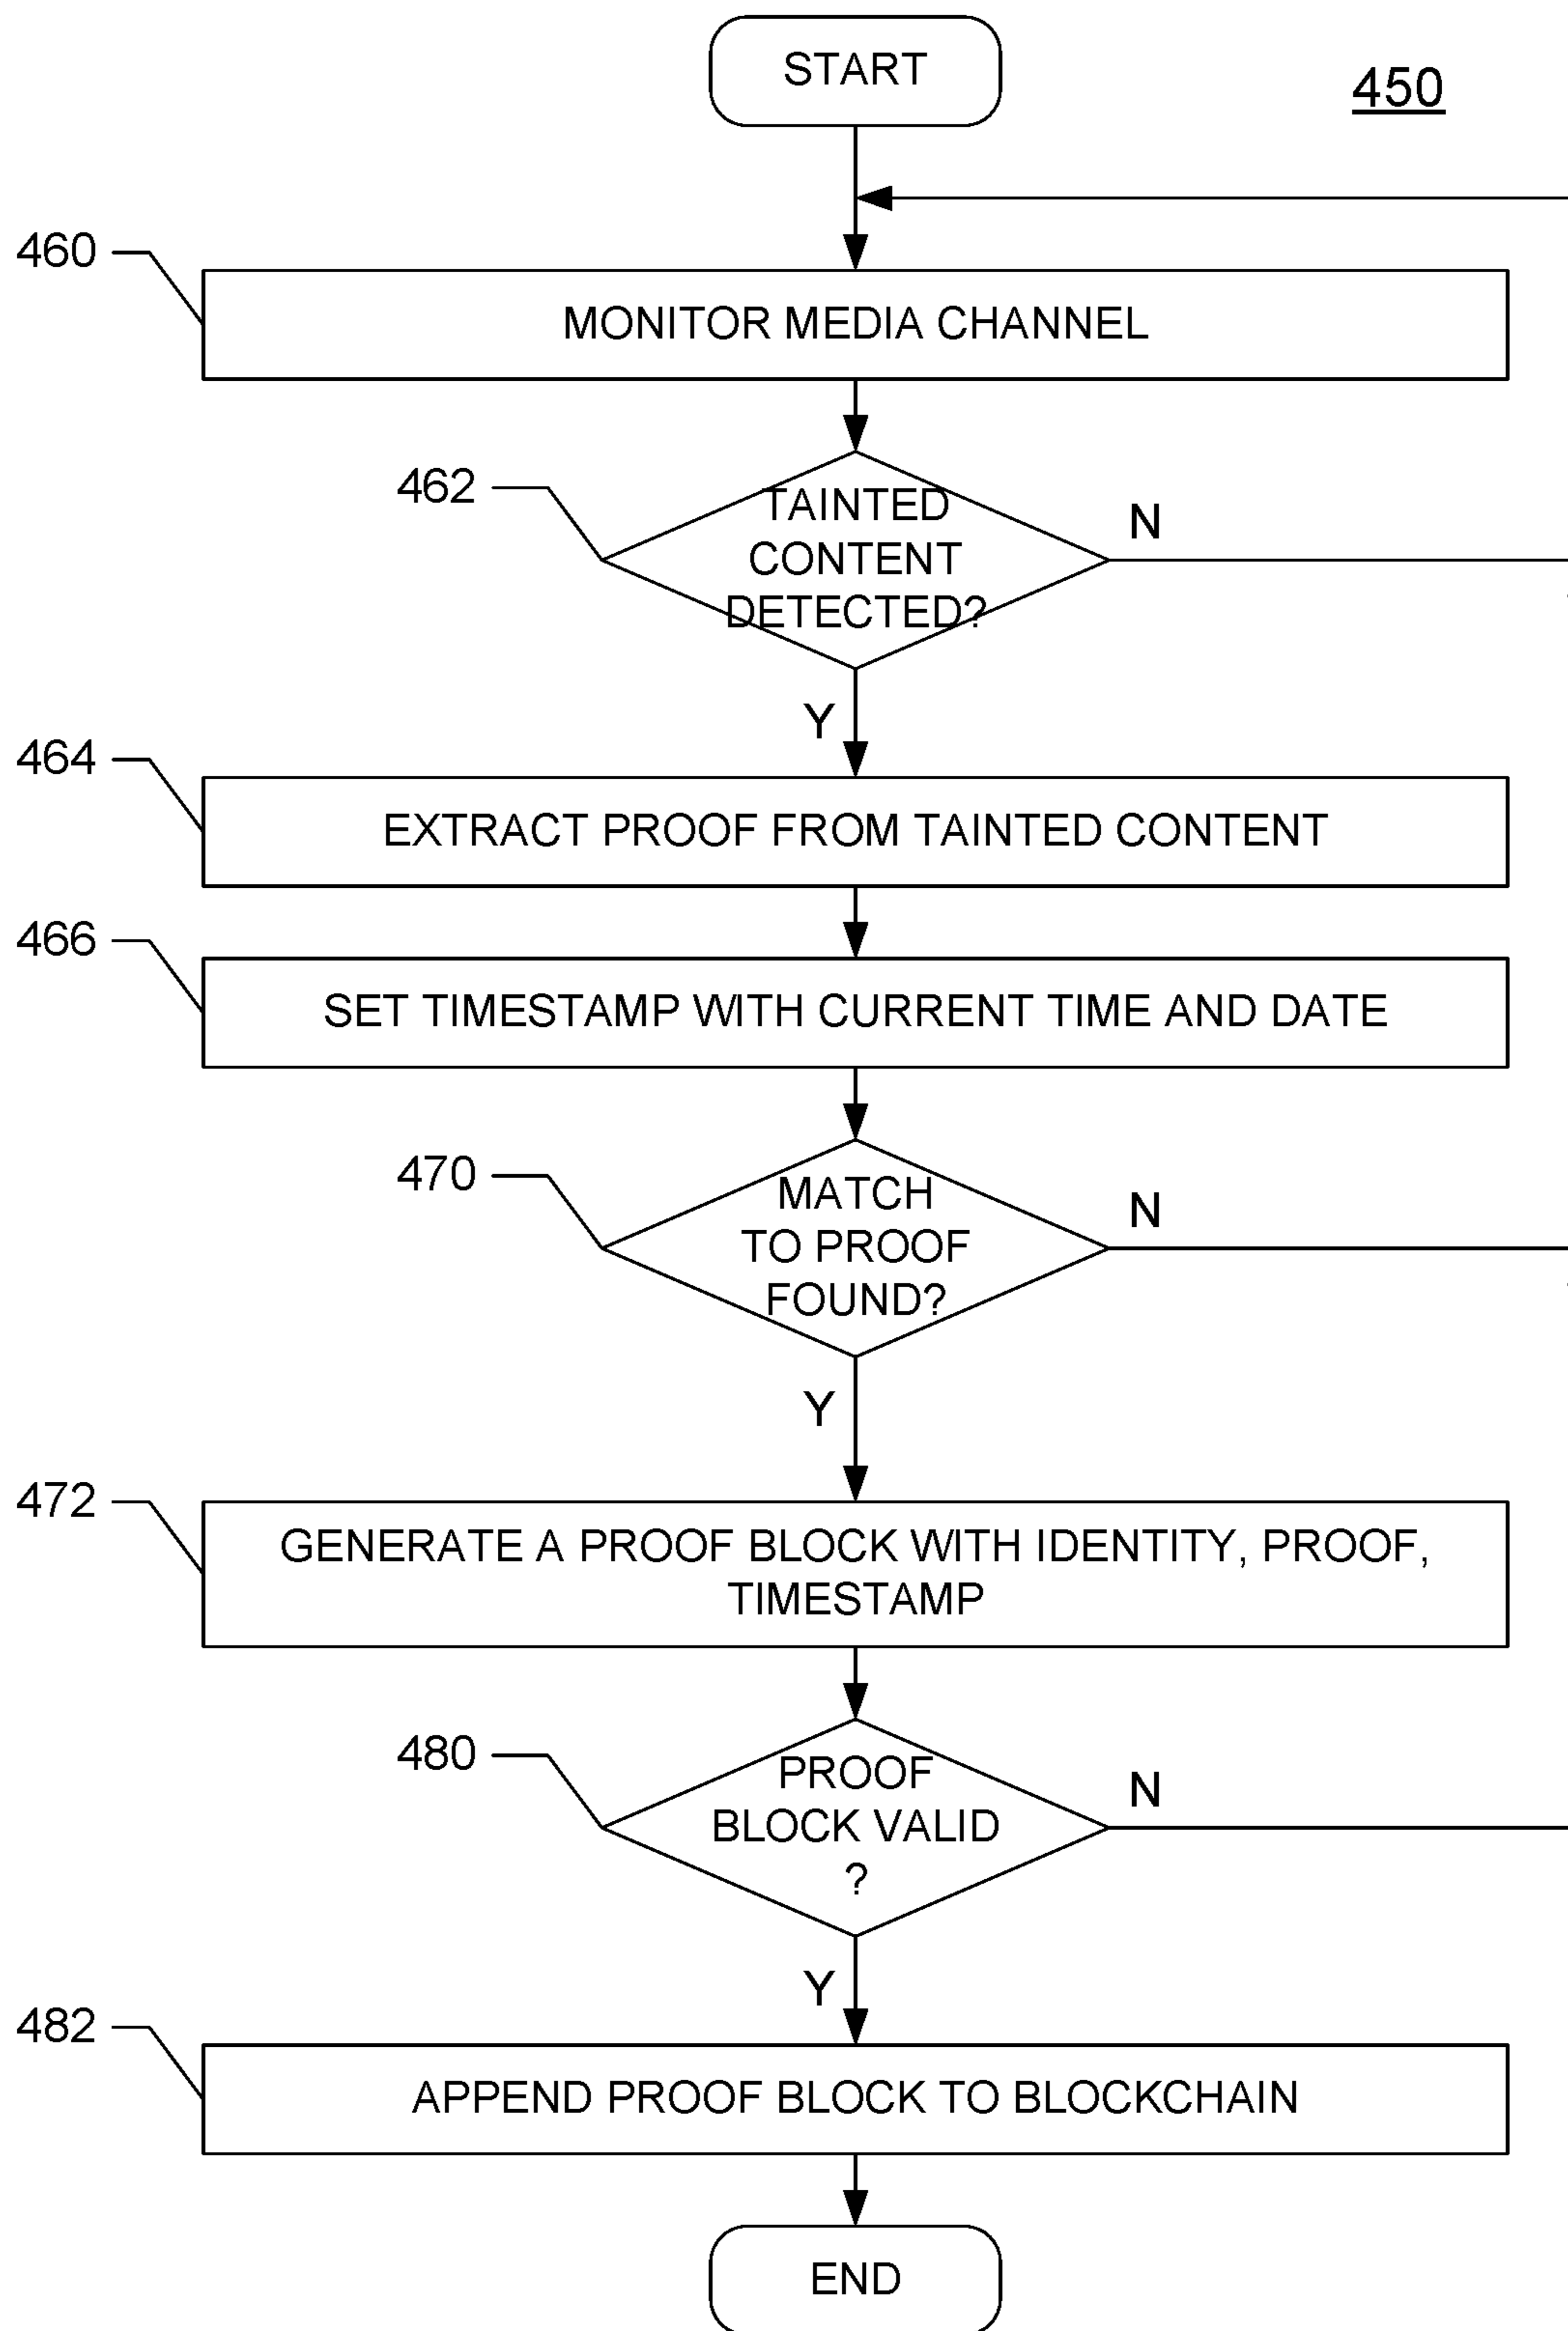 START
450
460
MONITOR MEDIA CHANNEL
462
TAINTED
CONTENT
DETECTED?
N
Y
464
EXTRACT PROOF FROM TAINTED CONTENT
466
SET TIMESTAMP WITH CURRENT TIME AND DATE
470
MATCH
TO PROOF
FOUND?
N
Y
472
GENERATE A PROOF BLOCK WITH IDENTITY, PROOF,
TIMESTAMP
480
PROOF
BLOCK VALID
?
N
Y
482
APPEND PROOF BLOCK TO BLOCKCHAIN
END